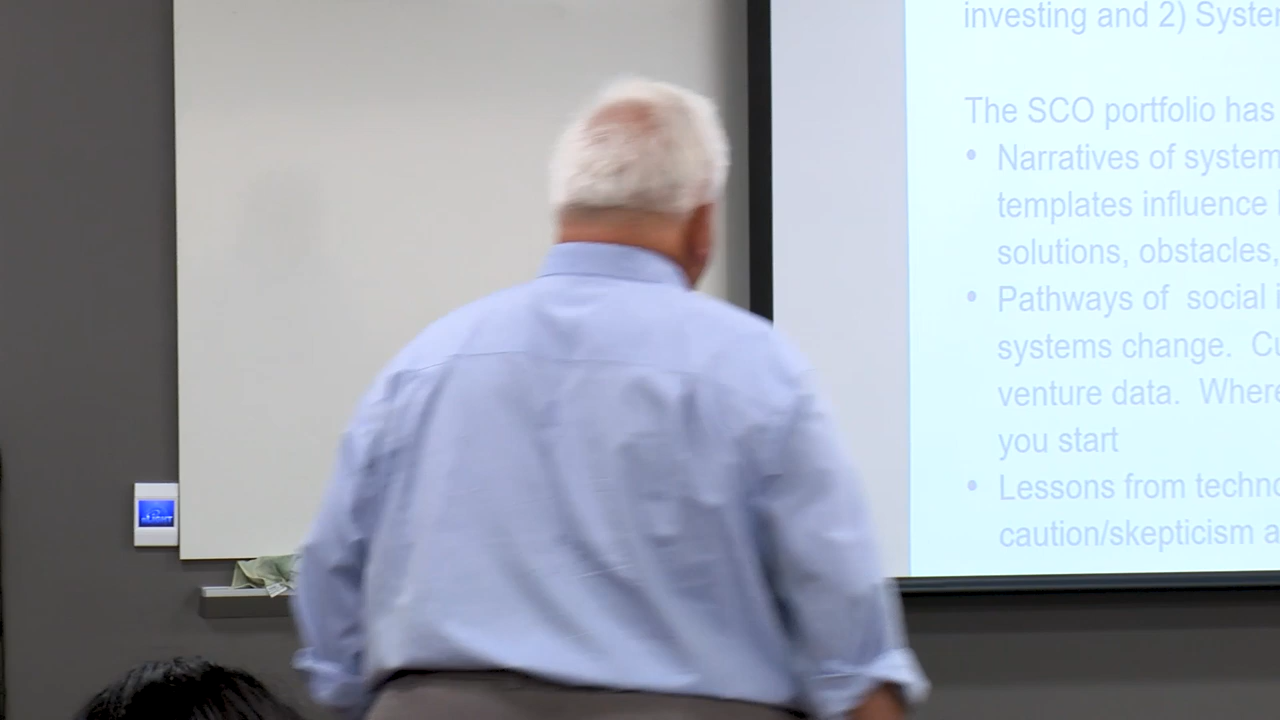 investing and 2) Syste
The SCO portfolio has
• Narratives of system
templates influence
solutions, obstacles,
• Pathways of social i
systems change. Cu
venture data. Where
you start
• Lessons from techno
caution/skepticism a